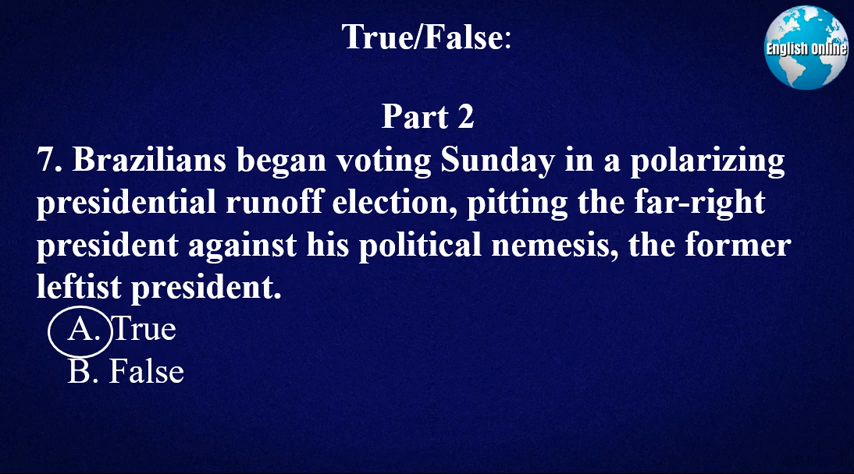 True/False:
English Online
Part 2
7. Brazilians began voting Sunday in a polarizing
presidential runoff election, pitting the far-right
president against his political nemesis, the former
leftist president.
A. True
B. False